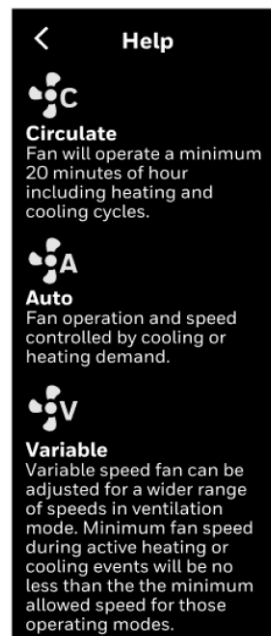 Help
C
Circulate
Fan will operate a minimum
20 minutes of hour
including heating and
cooling cycles.
A
Auto
Fan operation and speed
controlled by cooling or
heating demand.
V
Variable
Variable speed fan can be
adjusted for a wider range
of speeds in ventilation
mode. Minimum fan speed
during active heating or
cooling events will be no
less than the the minimum
allowed speed for those
operating modes.